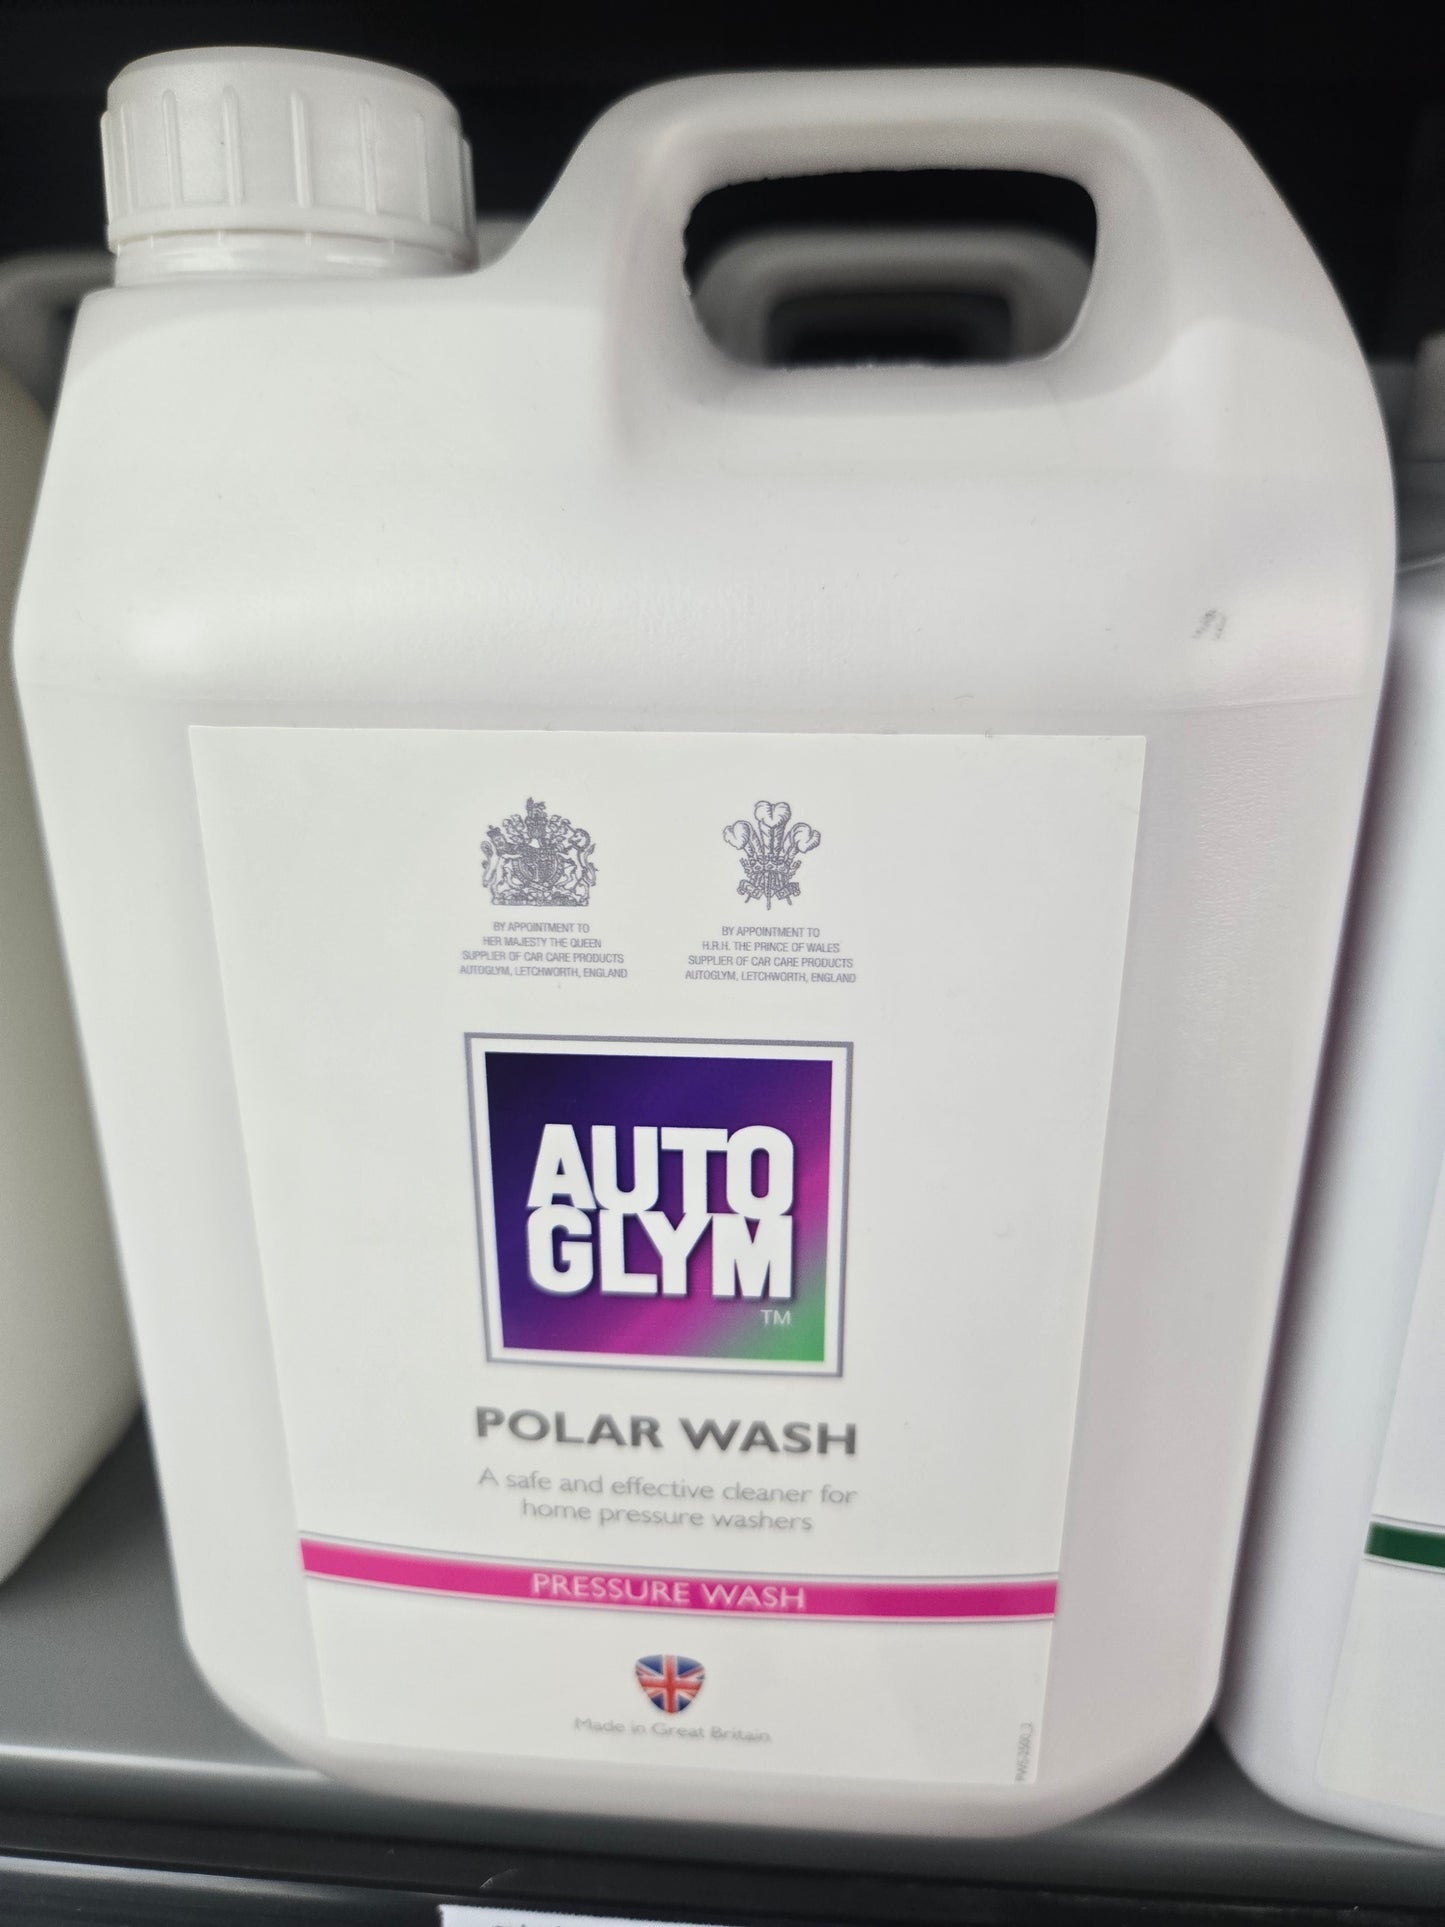 BY APPOINTMENT TO
HER MAJESTY THE QUEEN
SUPPLIER OF CAR CARE PRODUCTS
AUTOGLYM, LETCHWORTH, ENGLAND
BY APPOINTMENT TO
H.R.H. THE PRINCE OF WALES
SUPPLIER OF CAR CARE PRODUCTS
AUTOGLYM, LETCHWORTH, ENGLAND
AUTO
GLYM
TM
POLAR WASH
A safe and effective cleaner for
home pressure washers
PRESSURE WASH
Made in Great Britain